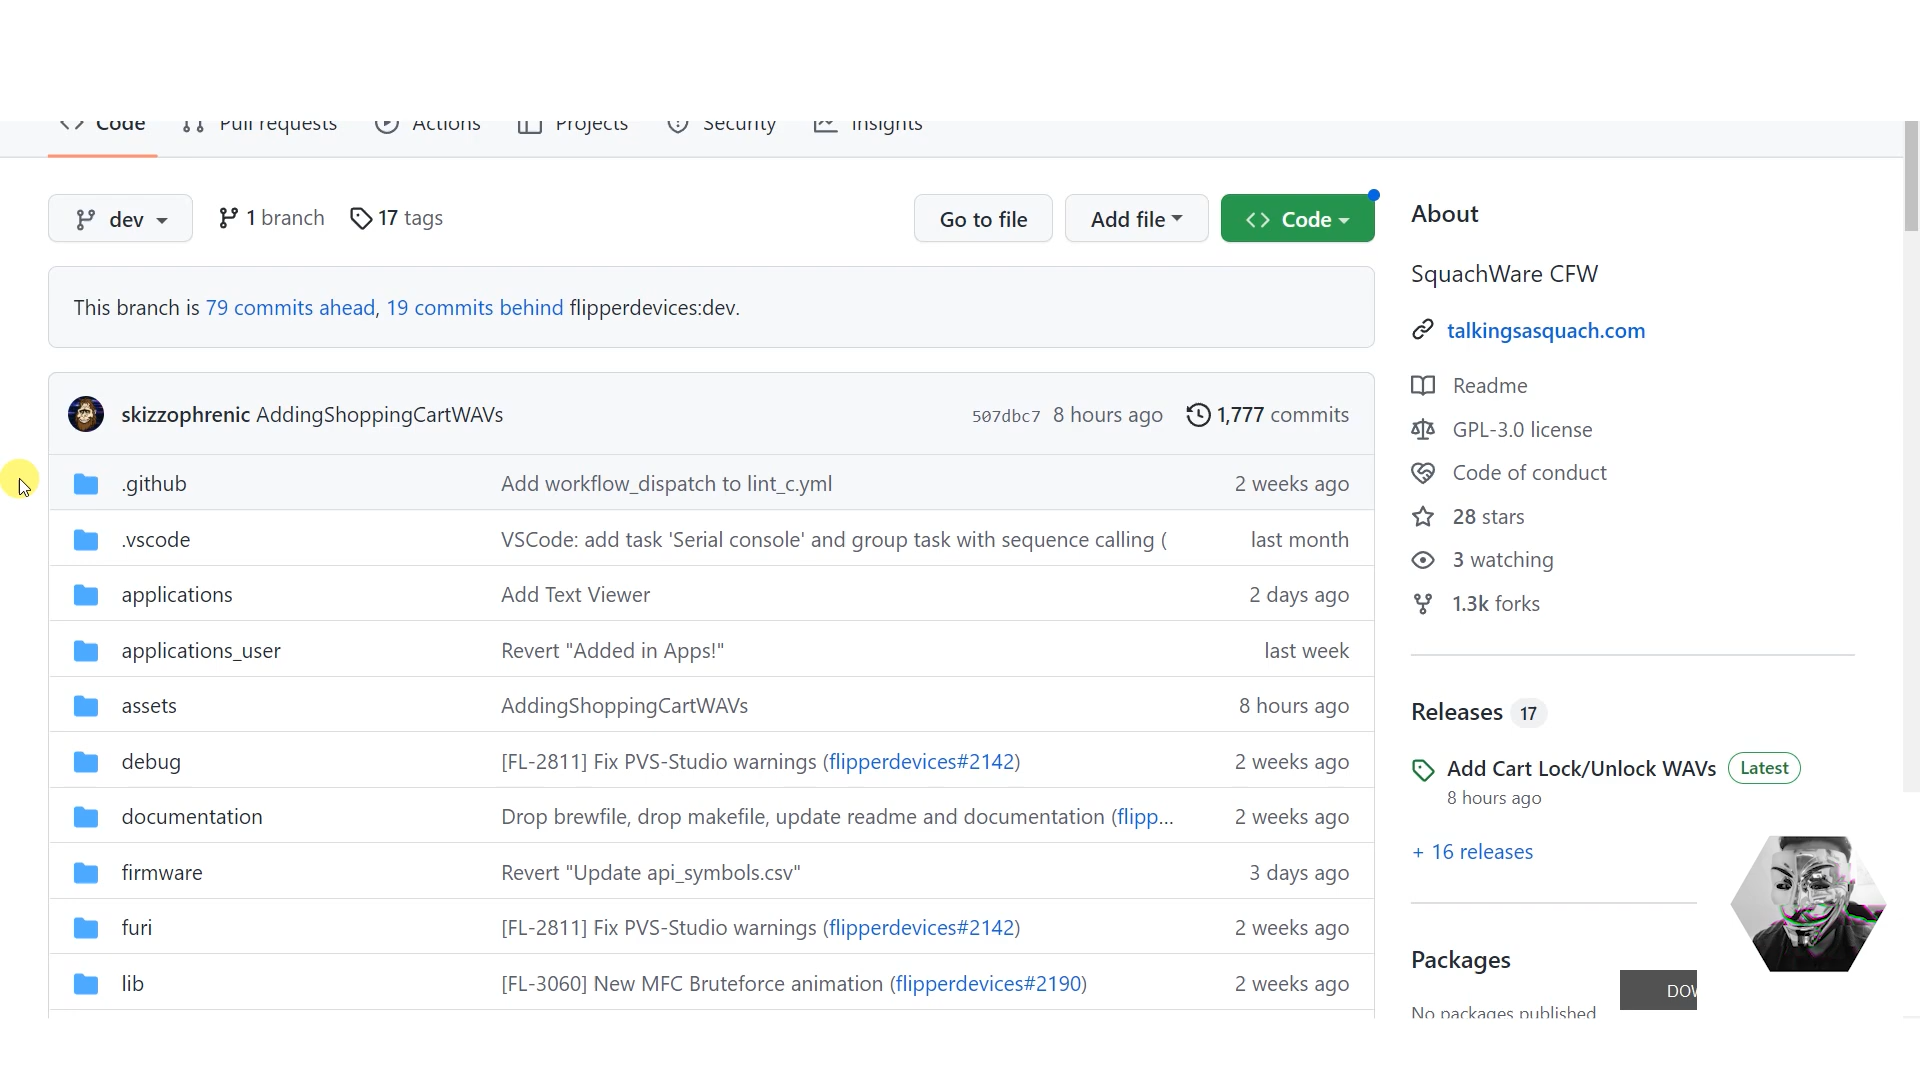 Code Pull requests Actions Projects Security Insights
dev 1 branch 17 tags Go to file Add file Code
This branch is 79 commits ahead, 19 commits behind flipperdevices:dev.
skizzophrenic AddingShoppingCartWAVs 507dbc7 8 hours ago 1,777 commits
.github Add workflow_dispatch to lint_c.yml 2 weeks ago
.vscode VSCode: add task 'Serial console' and group task with sequence calling ( last month
applications Add Text Viewer 2 days ago
applications_user Revert "Added in Apps!" last week
assets AddingShoppingCartWAVs 8 hours ago
debug [FL-2811] Fix PVS-Studio warnings (flipperdevices#2142) 2 weeks ago
documentation Drop brewfile, drop makefile, update readme and documentation (flipp... 2 weeks ago
firmware Revert "Update api_symbols.csv" 3 days ago
furi [FL-2811] Fix PVS-Studio warnings (flipperdevices#2142) 2 weeks ago
lib [FL-3060] New MFC Bruteforce animation (flipperdevices#2190) 2 weeks ago
About
SquachWare CFW
talkingsasquach.com
Readme
GPL-3.0 license
Code of conduct
28 stars
3 watching
1.3k forks
Releases 17
Add Cart Lock/Unlock WAVs Latest
8 hours ago
+ 16 releases
Packages
No packages published